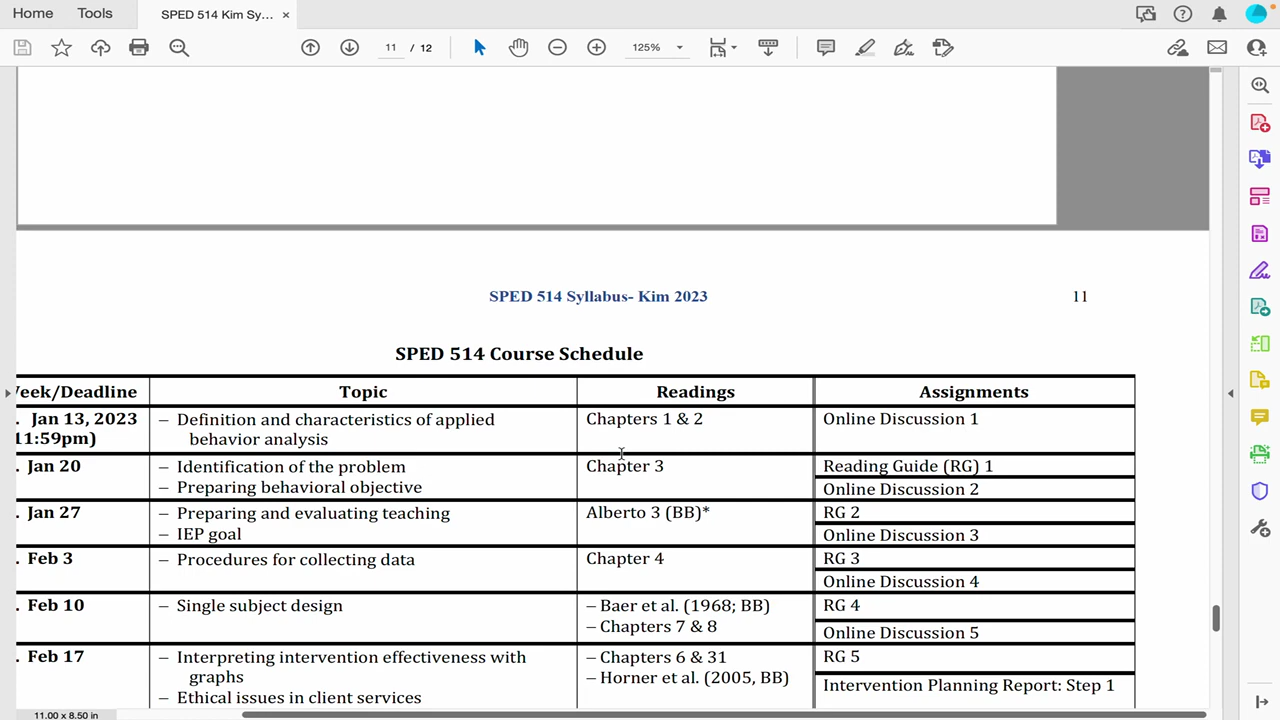 Home Tools SPED 514 Kim Sy... ×
11 / 12 125%
SPED 514 Syllabus- Kim 2023 11
SPED 514 Course Schedule
Week/Deadline Topic Readings Assignments
. Jan 13, 2023 – Definition and characteristics of applied Chapters 1 & 2 Online Discussion 1
11:59pm) behavior analysis
. Jan 20 – Identification of the problem Chapter 3 Reading Guide (RG) 1
– Preparing behavioral objective Online Discussion 2
. Jan 27 – Preparing and evaluating teaching Alberto 3 (BB)* RG 2
– IEP goal Online Discussion 3
. Feb 3 – Procedures for collecting data Chapter 4 RG 3
Online Discussion 4
. Feb 10 – Single subject design – Baer et al. (1968; BB) RG 4
– Chapters 7 & 8 Online Discussion 5
. Feb 17 – Interpreting intervention effectiveness with – Chapters 6 & 31 RG 5
graphs – Horner et al. (2005, BB) Intervention Planning Report: Step 1
– Ethical issues in client services
11.00 x 8.50 in